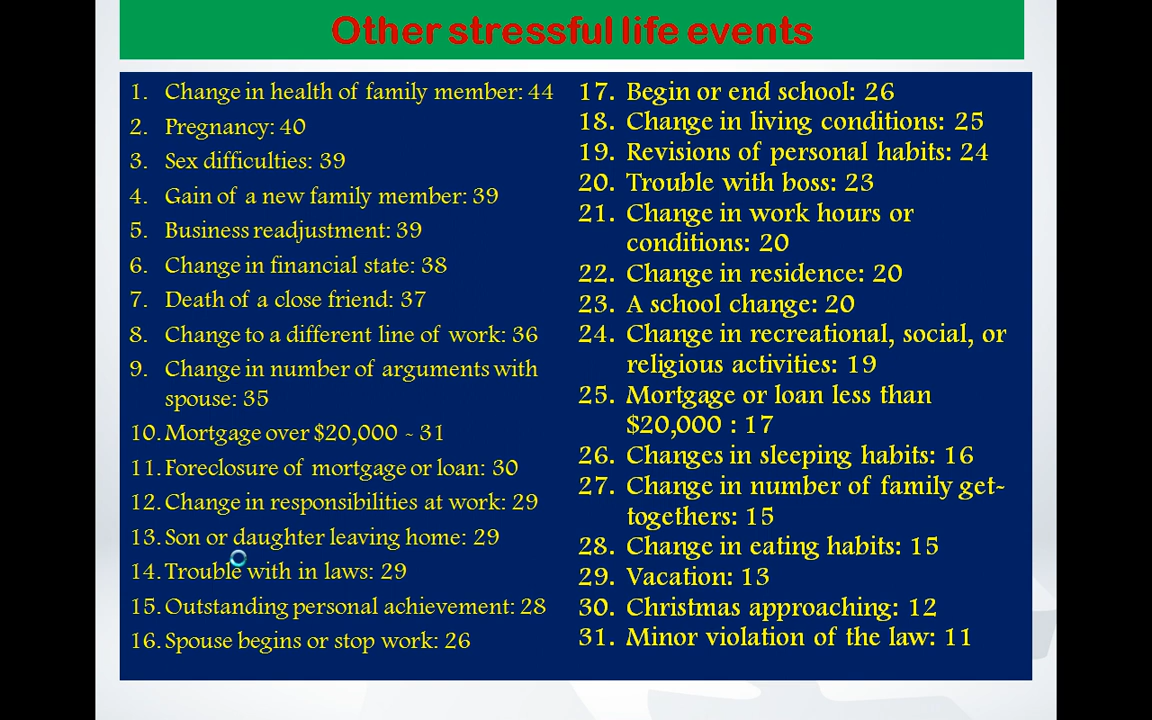 Other stressful life events
1. Change in health of family member: 44
2. Pregnancy: 40
3. Sex difficulties: 39
4. Gain of a new family member: 39
5. Business readjustment: 39
6. Change in financial state: 38
7. Death of a close friend: 37
8. Change to a different line of work: 36
9. Change in number of arguments with
spouse: 35
10. Mortgage over $20,000 - 31
11. Foreclosure of mortgage or loan: 30
12. Change in responsibilities at work: 29
13. Son or daughter leaving home: 29
14. Trouble with in laws: 29
15. Outstanding personal achievement: 28
16. Spouse begins or stop work: 26
17. Begin or end school: 26
18. Change in living conditions: 25
19. Revisions of personal habits: 24
20. Trouble with boss: 23
21. Change in work hours or
conditions: 20
22. Change in residence: 20
23. A school change: 20
24. Change in recreational, social, or
religious activities: 19
25. Mortgage or loan less than
$20,000 : 17
26. Changes in sleeping habits: 16
27. Change in number of family get-
togethers: 15
28. Change in eating habits: 15
29. Vacation: 13
30. Christmas approaching: 12
31. Minor violation of the law: 11